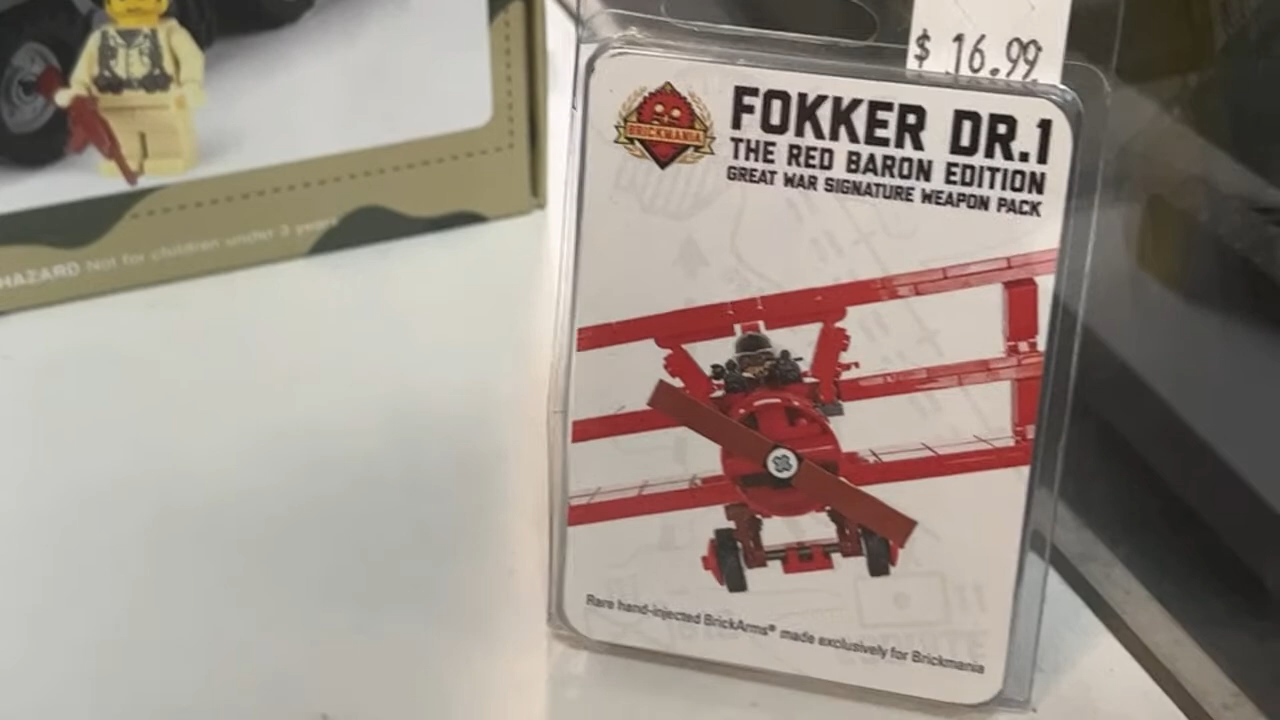 $ 16.99
BRICKMANIA
FOKKER DR.1
THE RED BARON EDITION
GREAT WAR SIGNATURE WEAPON PACK
HAZARD Not for children under 3 years
Rare hand-injected BrickArms® made exclusively for Brickmania